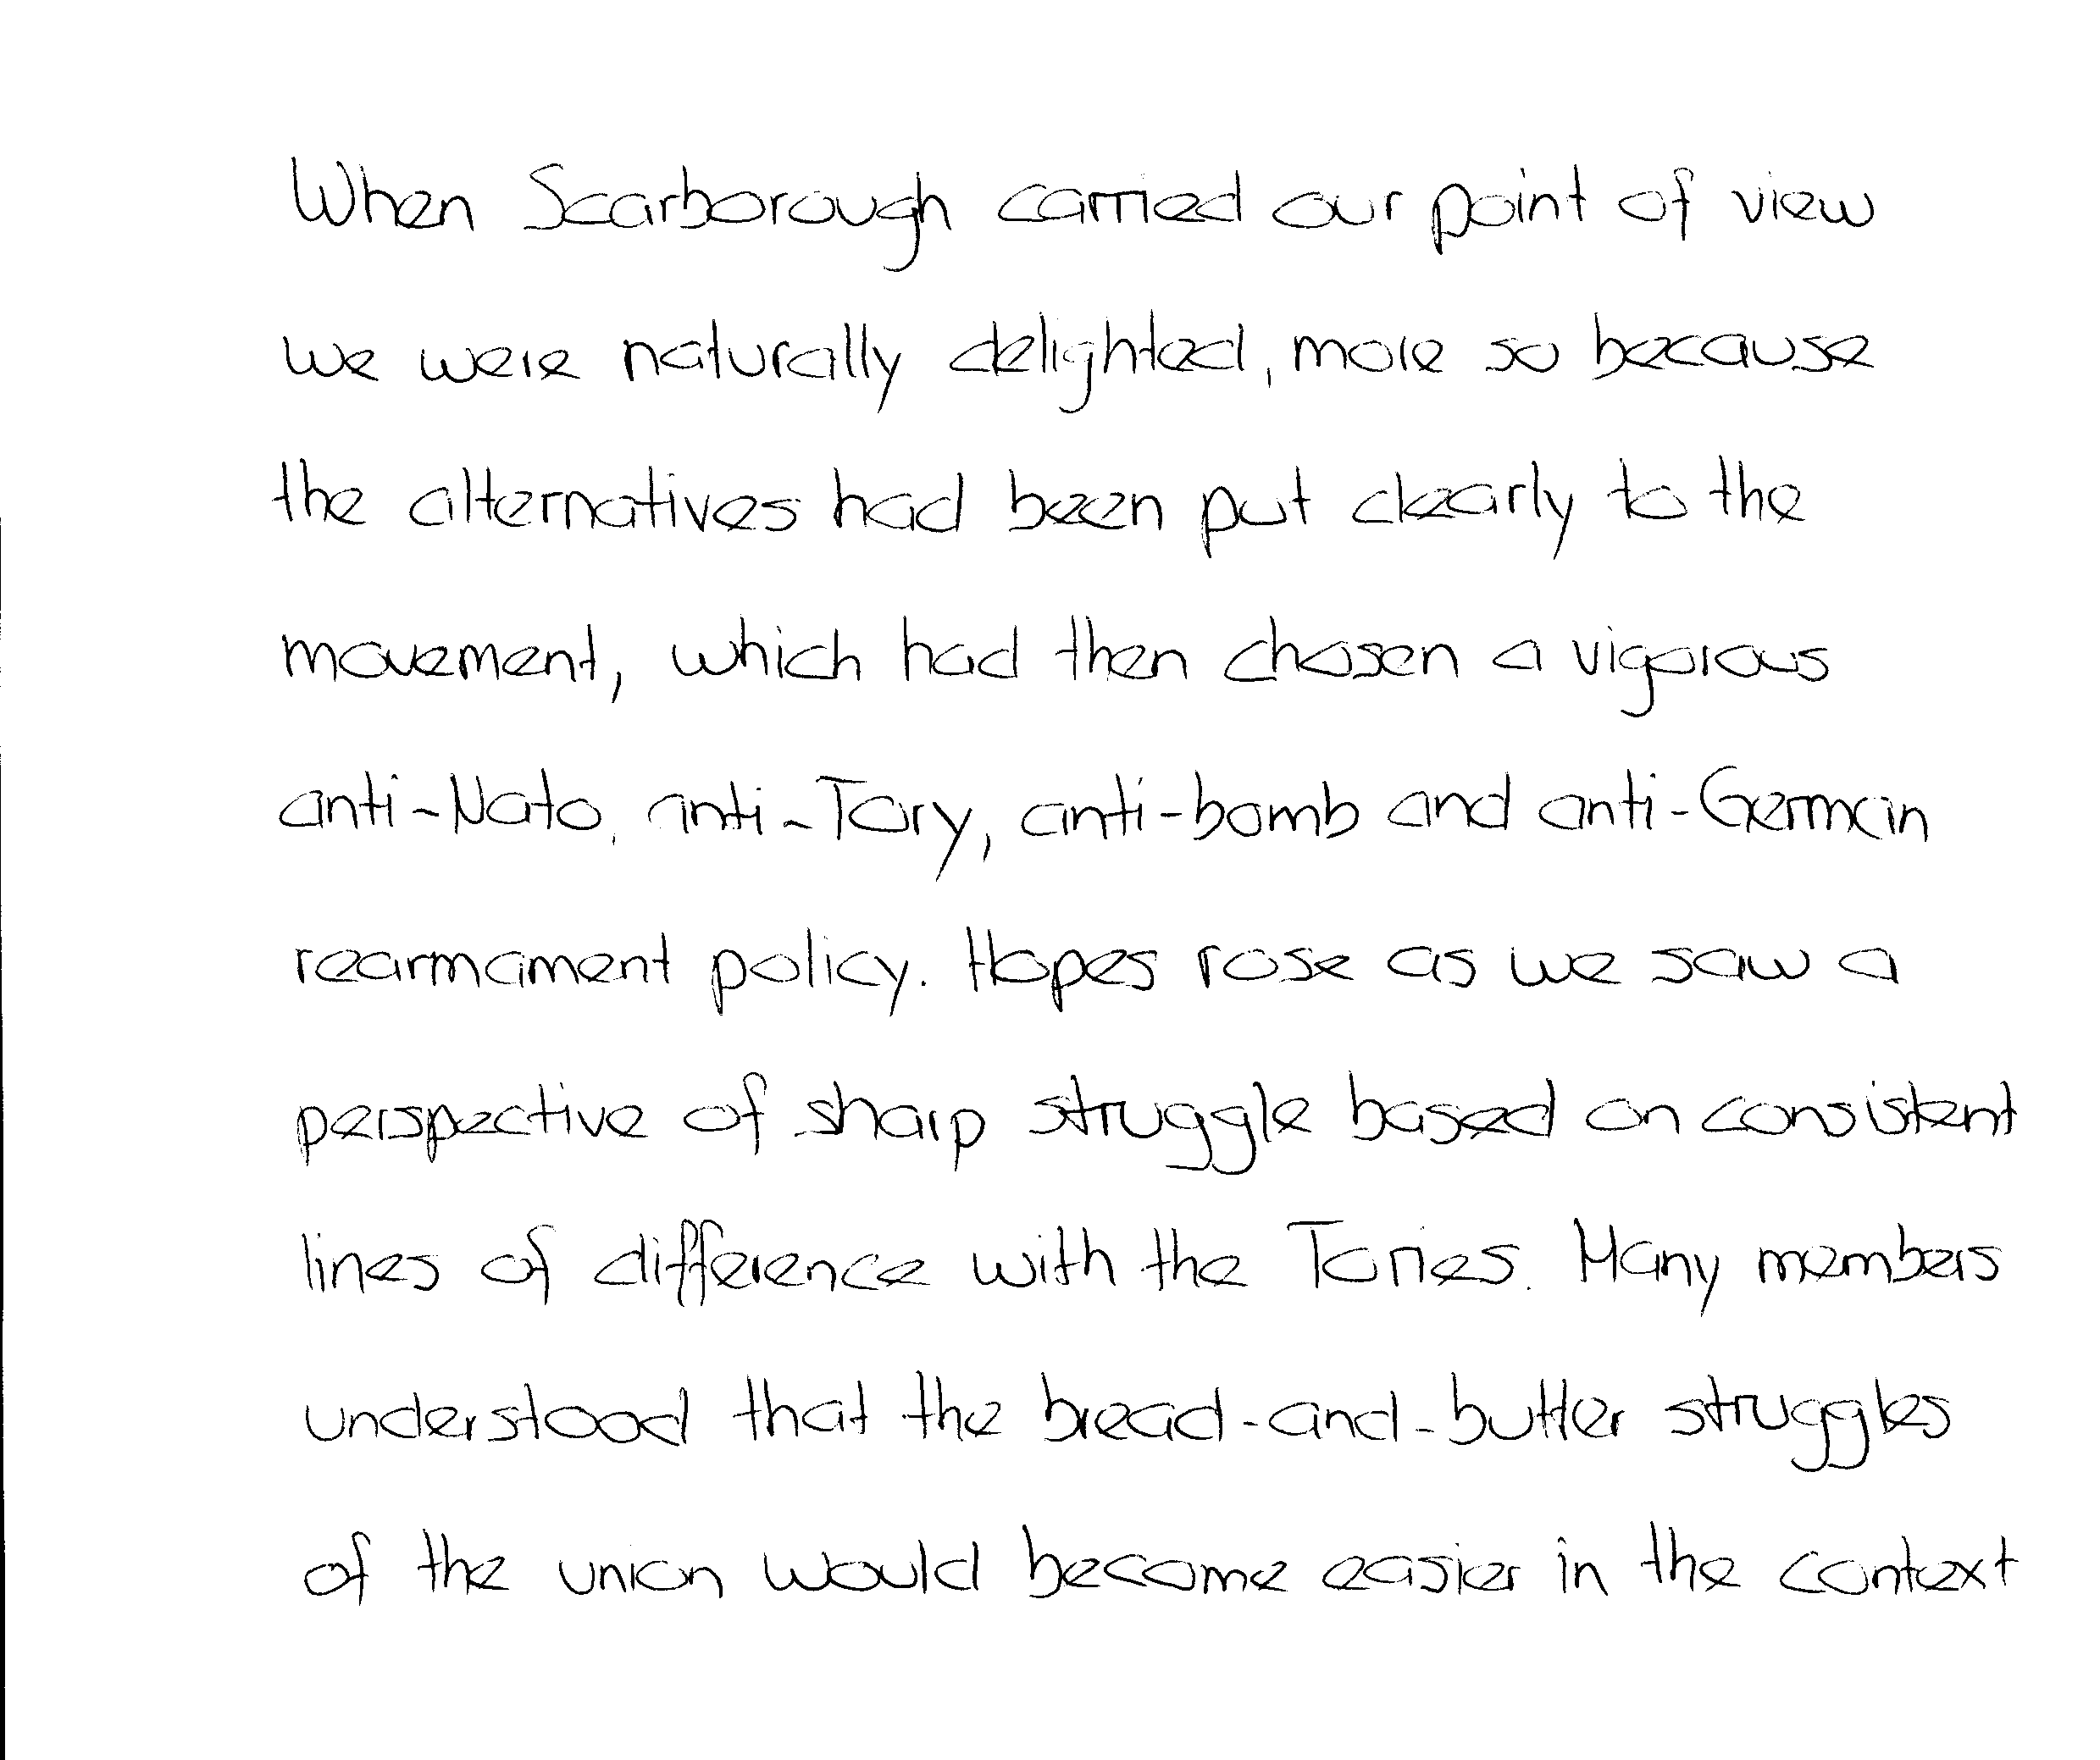 When Scarborough carried our point of view
we were naturally delighted, more so because
the alternatives had been put clearly to the
movement, which had then chosen a vigorous
anti-Nato, anti-Tory, anti-bomb and anti-German
rearmament policy. Hopes rose as we saw a
perspective of sharp struggle based on consistent
lines of difference with the Tories. Many members
understood that the bread-and-butter struggles
of the union would become easier in the context